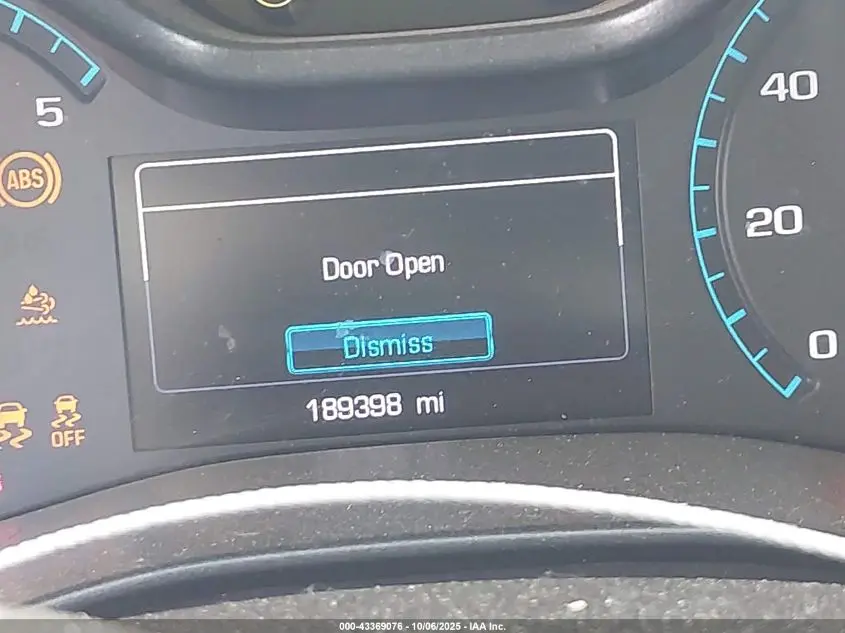 5
ABS
40
20
Door Open
Dismiss
0
189398 mi
OFF
000-43369076 - 10/06/2025 - IAA Inc.